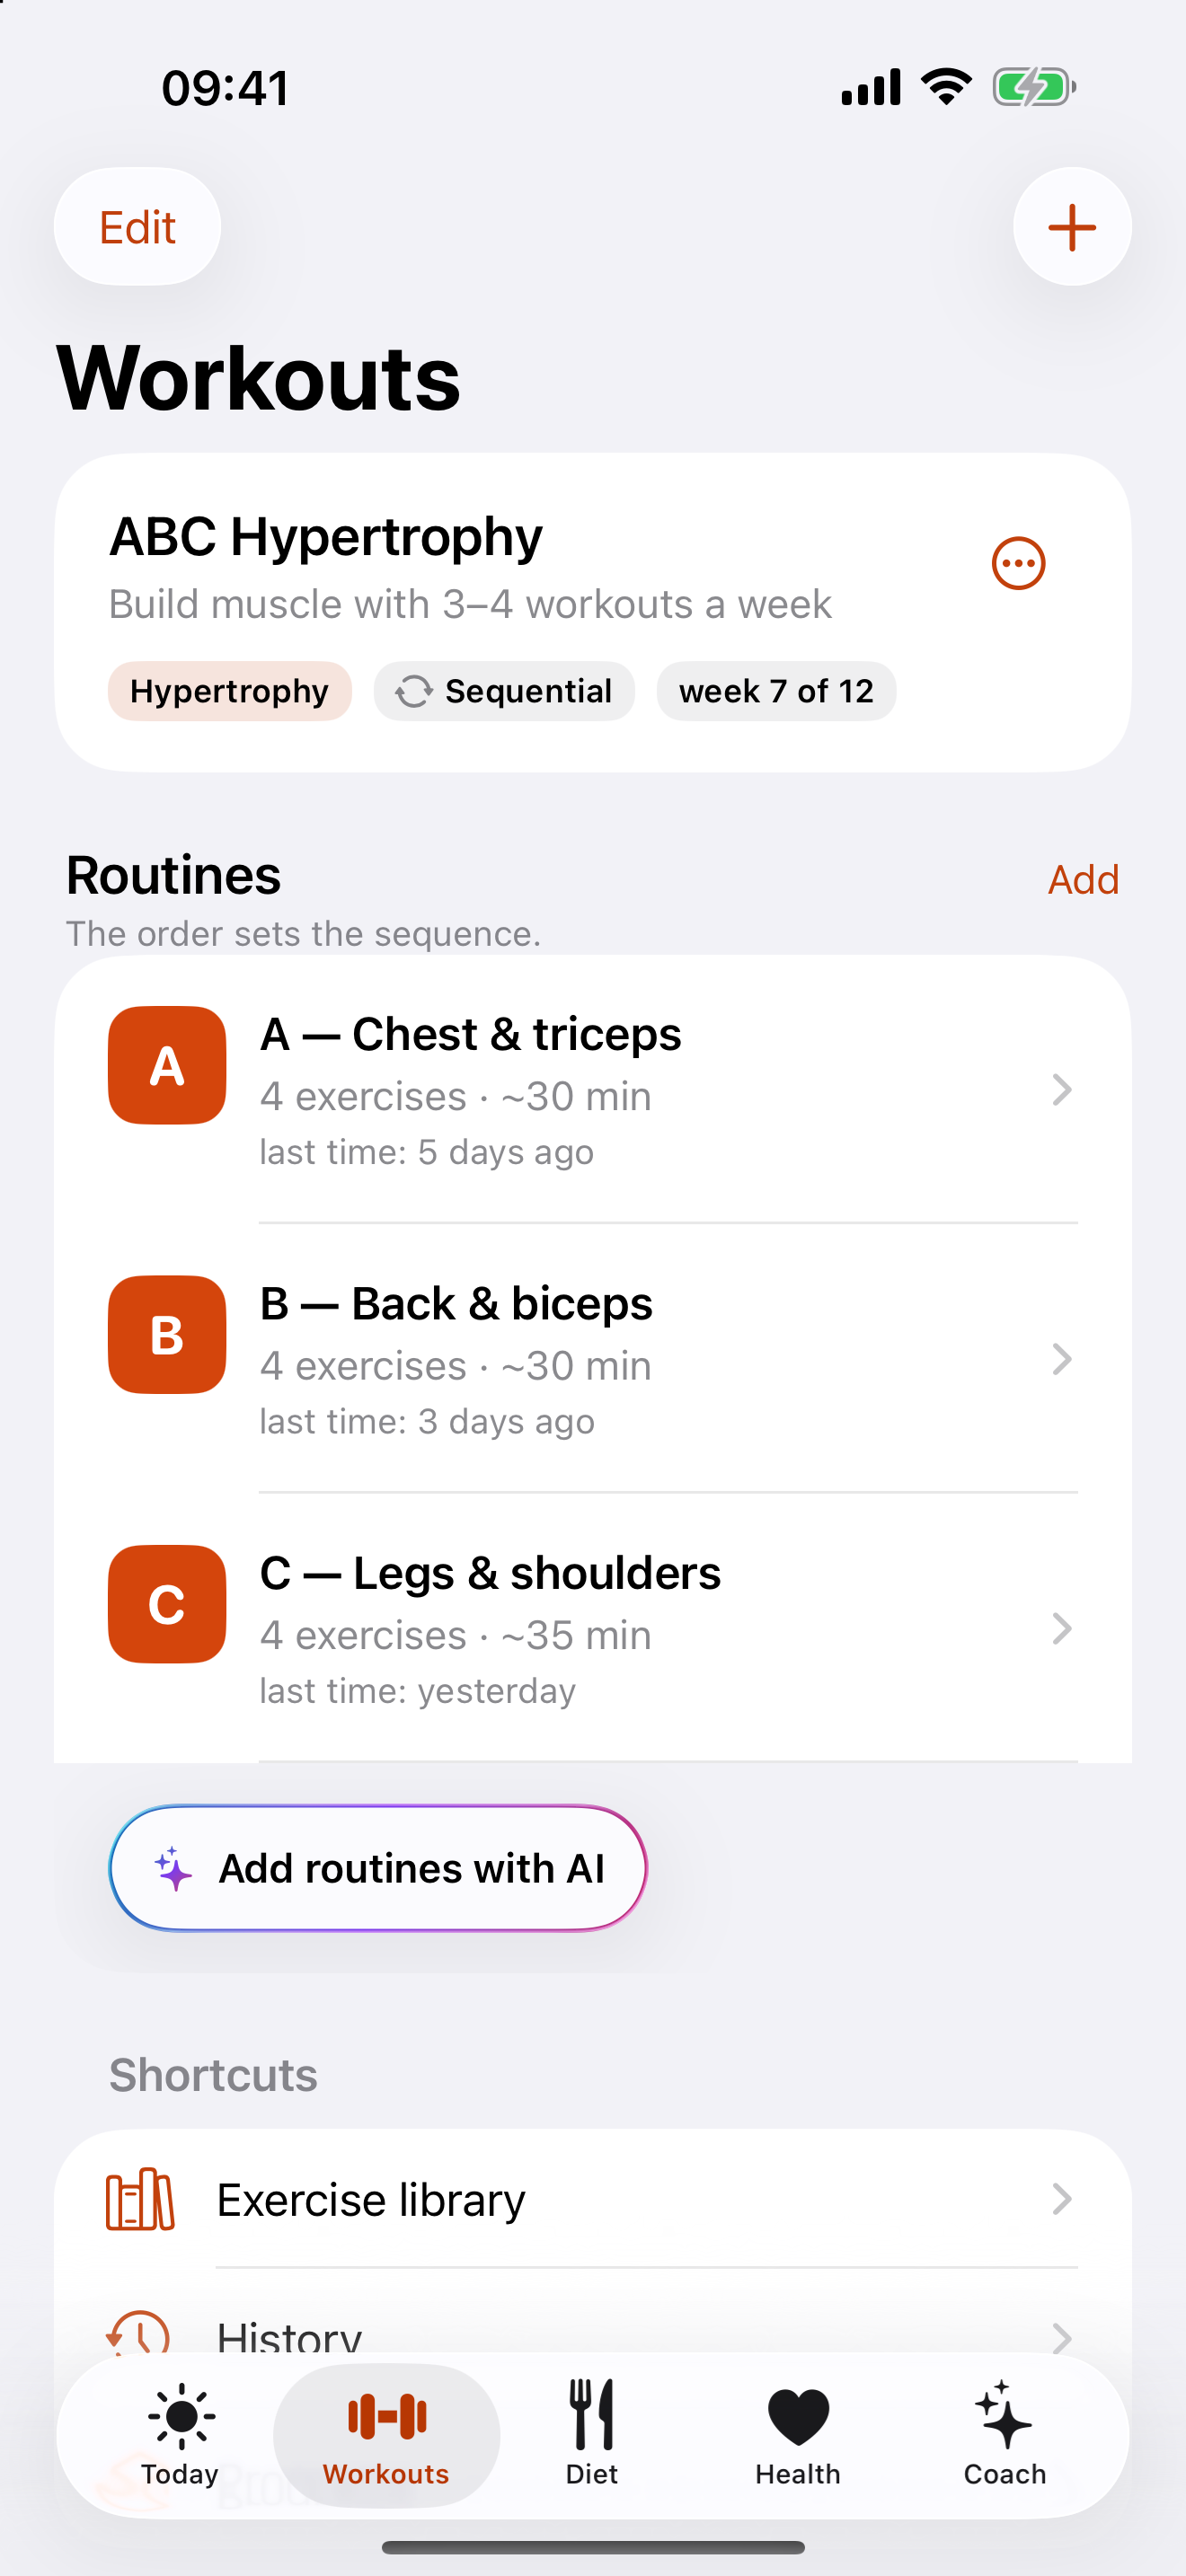 09:41
Edit
Workouts
ABC Hypertrophy
Build muscle with 3–4 workouts a week
Hypertrophy
Sequential
week 7 of 12
Routines
Add
The order sets the sequence.
A
A — Chest & triceps
4 exercises · ~30 min
last time: 5 days ago
B
B — Back & biceps
4 exercises · ~30 min
last time: 3 days ago
C
C — Legs & shoulders
4 exercises · ~35 min
last time: yesterday
Add routines with AI
Shortcuts
Exercise library
History
Today
Workouts
Diet
Health
Coach